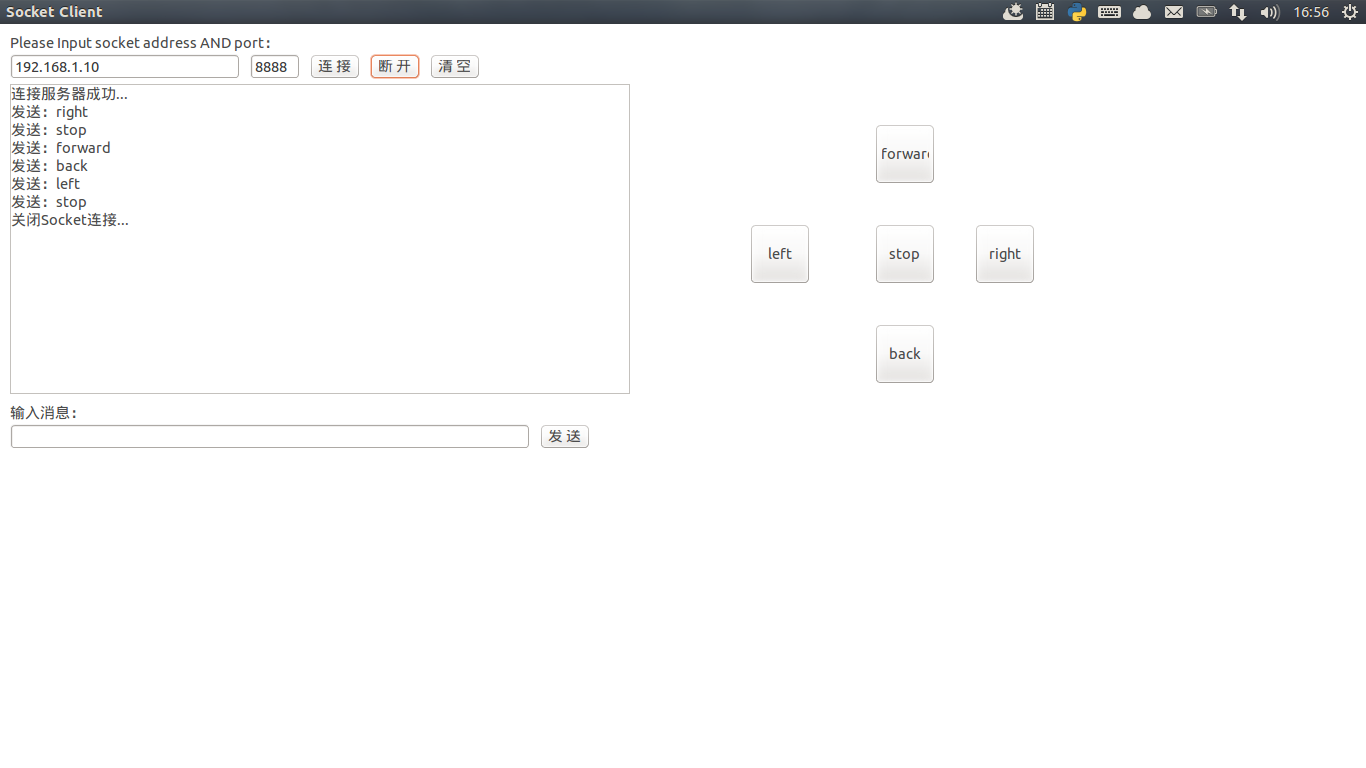 Socket Client 16:56
Please Input socket address AND port:
192.168.1.10 8888 连 接 断 开 清 空
连接服务器成功...
发送: right
发送: stop
发送: forward
发送: back
发送: left
发送: stop
关闭Socket连接...
forwar
left stop right
back
输入消息:
发 送